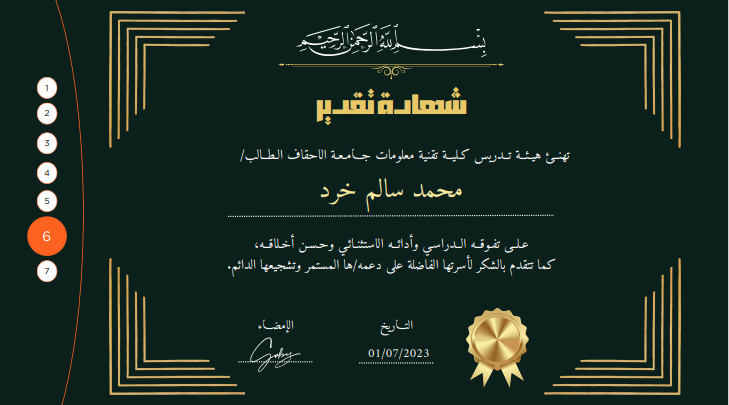 1
2
3
4
5
6
7
بِسْمِ اللَّهِ الرَّحْمَٰنِ الرَّحِيمِ
شهادة تقدير
تهنئ هيئة تدريس كلية تقنية معلومات جامعة الاحقاف الطالب/
محمد سالم خرد
على تفوقه الدراسي وأدائه الاستثنائي وحسن أخلاقه،
كما نتقدم بالشكر لأسرتها الفاضلة على دعمه/ها المستمر وتشجيعها الدائم.
التاريخ
01/07/2023
الإمضاء